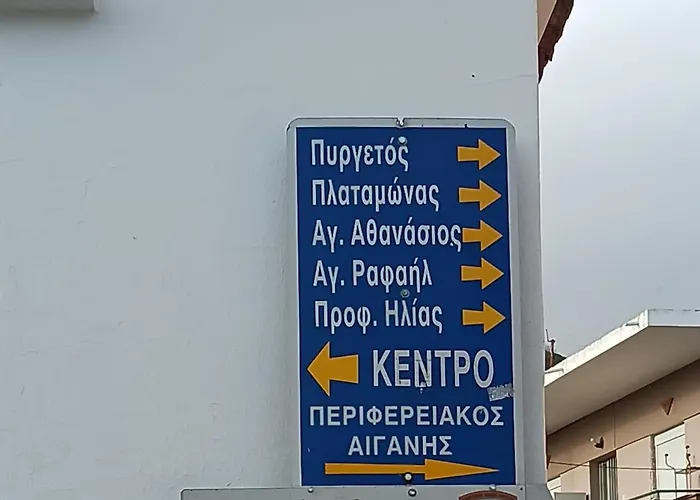 Πυργετός
Πλαταμώνας
Αγ. Αθανάσιος
Αγ. Ραφαήλ
Προφ. Ηλίας
ΚΕΝΤΡΟ
ΠΕΡΙΦΕΡΕΙΑΚΟΣ
ΑΙΓΑΝΗΣ